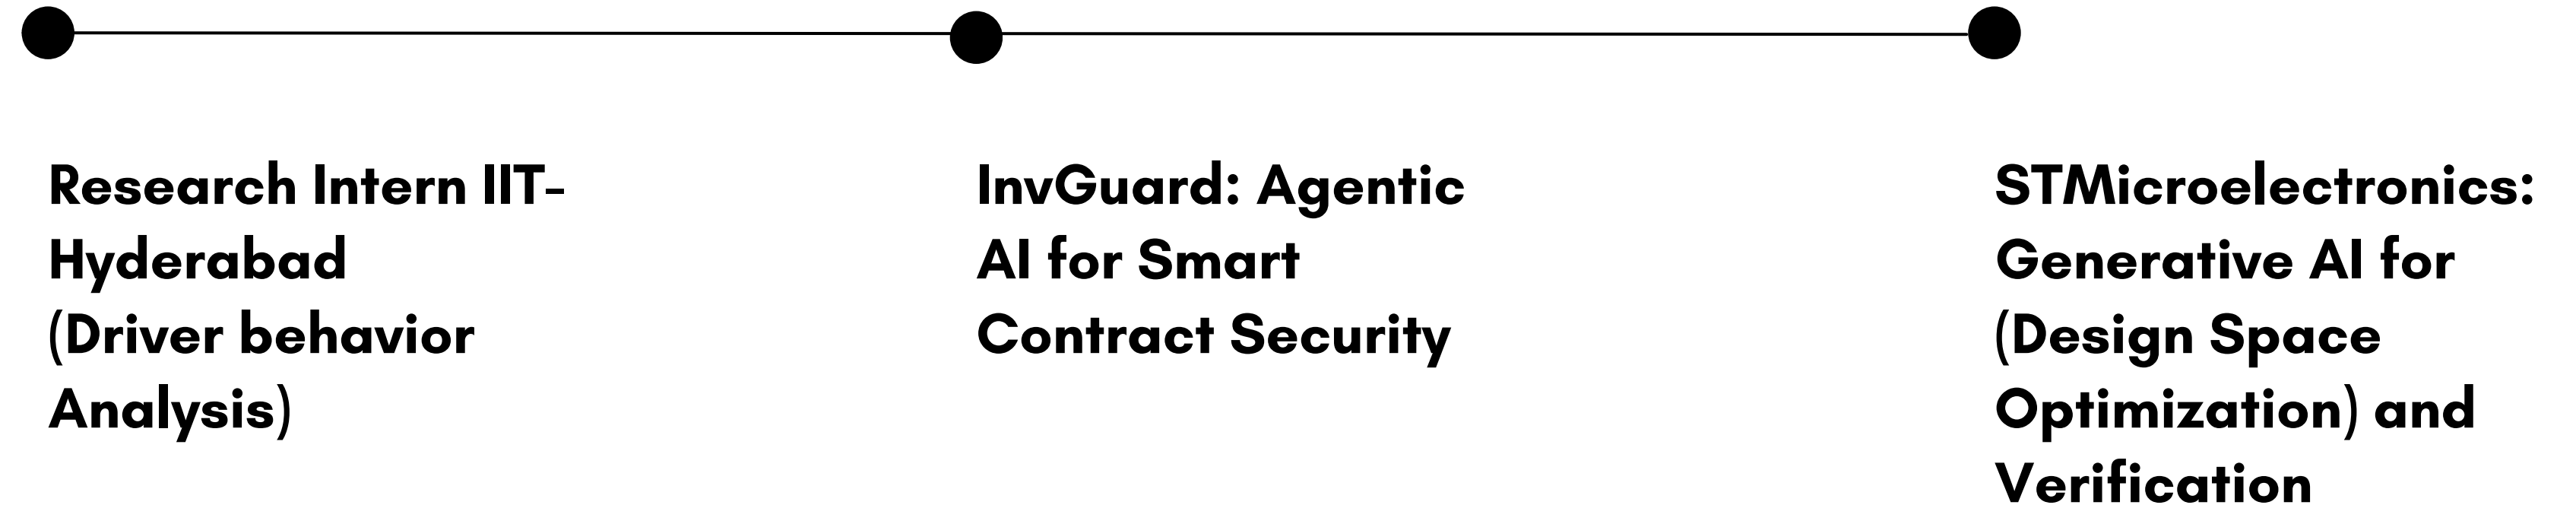 Research Intern IIT-
Hyderabad
(Driver behavior
Analysis)
InvGuard: Agentic
AI for Smart
Contract Security
STMicroelectronics:
Generative AI for
(Design Space
Optimization) and
Verification